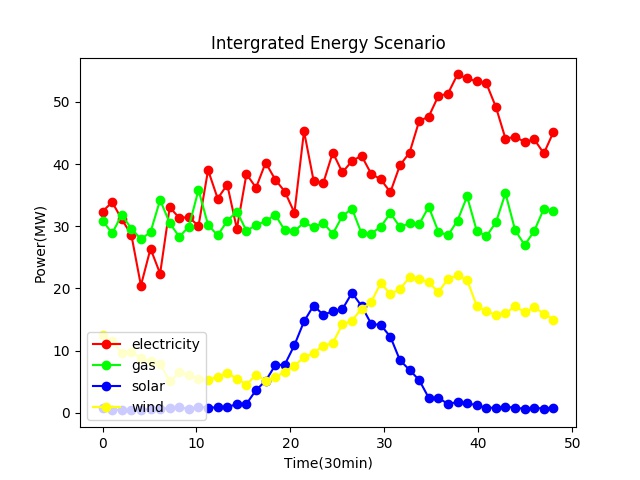 Intergrated Energy Scenario
Power(MW)
50
40
30
20
10
0
electricity
gas
solar
wind
0 10 20 30 40 50
Time(30min)